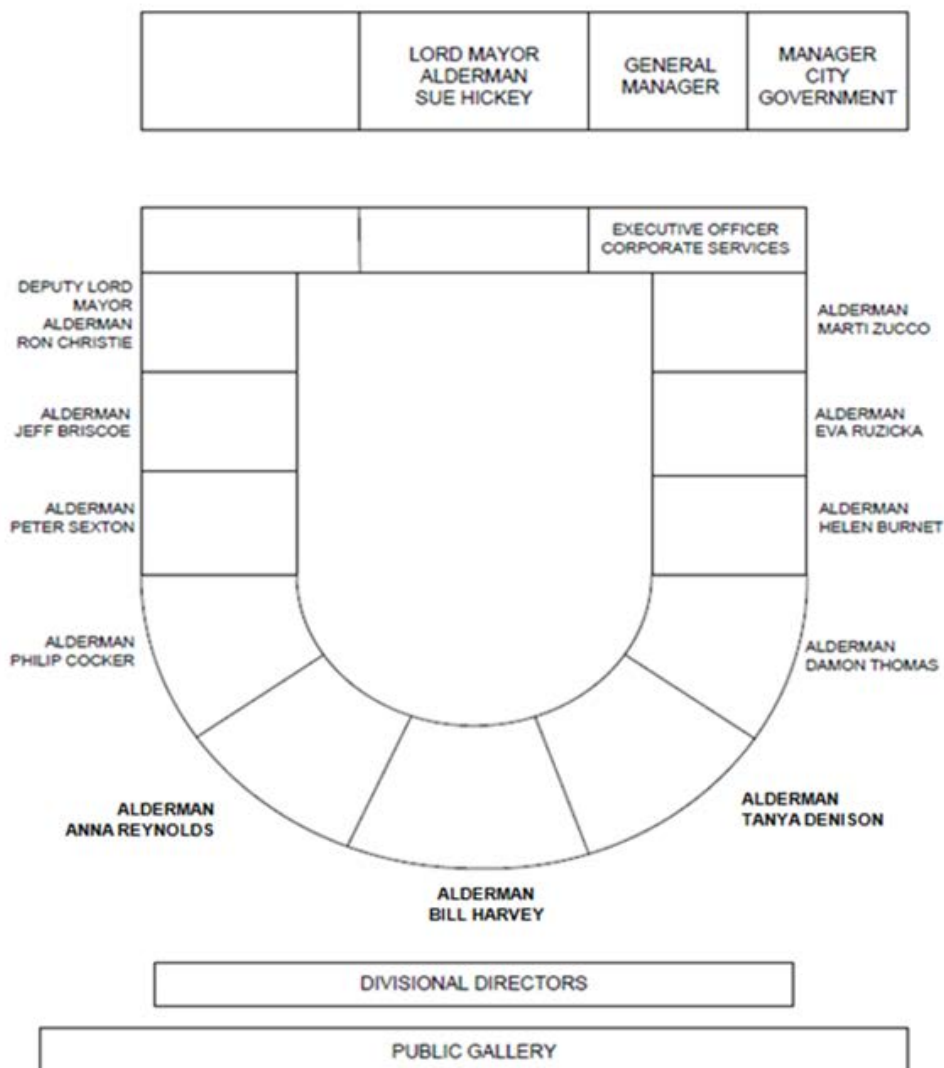 LORD MAYOR
ALDERMAN
SUE HICKEY
GENERAL
MANAGER
MANAGER
CITY
GOVERNMENT
EXECUTIVE OFFICER
CORPORATE SERVICES
DEPUTY LORD
MAYOR
ALDERMAN
RON CHRISTIE
ALDERMAN
MARTI ZUCCO
ALDERMAN
JEFF BRISCOE
ALDERMAN
EVA RUZICKA
ALDERMAN
PETER SEXTON
ALDERMAN
HELEN BURNET
ALDERMAN
PHILIP COCKER
ALDERMAN
DAMON THOMAS
ALDERMAN
ANNA REYNOLDS
ALDERMAN
TANYA DENISON
ALDERMAN
BILL HARVEY
DIVISIONAL DIRECTORS
PUBLIC GALLERY